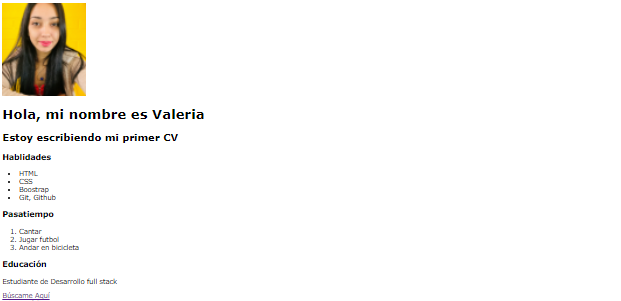 Hola, mi nombre es Valeria
Estoy escribiendo mi primer CV
Hablidades
HTML
CSS
Boostrap
Git, Github
Pasatiempo
1. Cantar
2. Jugar futbol
3. Andar en bicicleta
Educación
Estudiante de Desarrollo full stack
Búscame Aquí